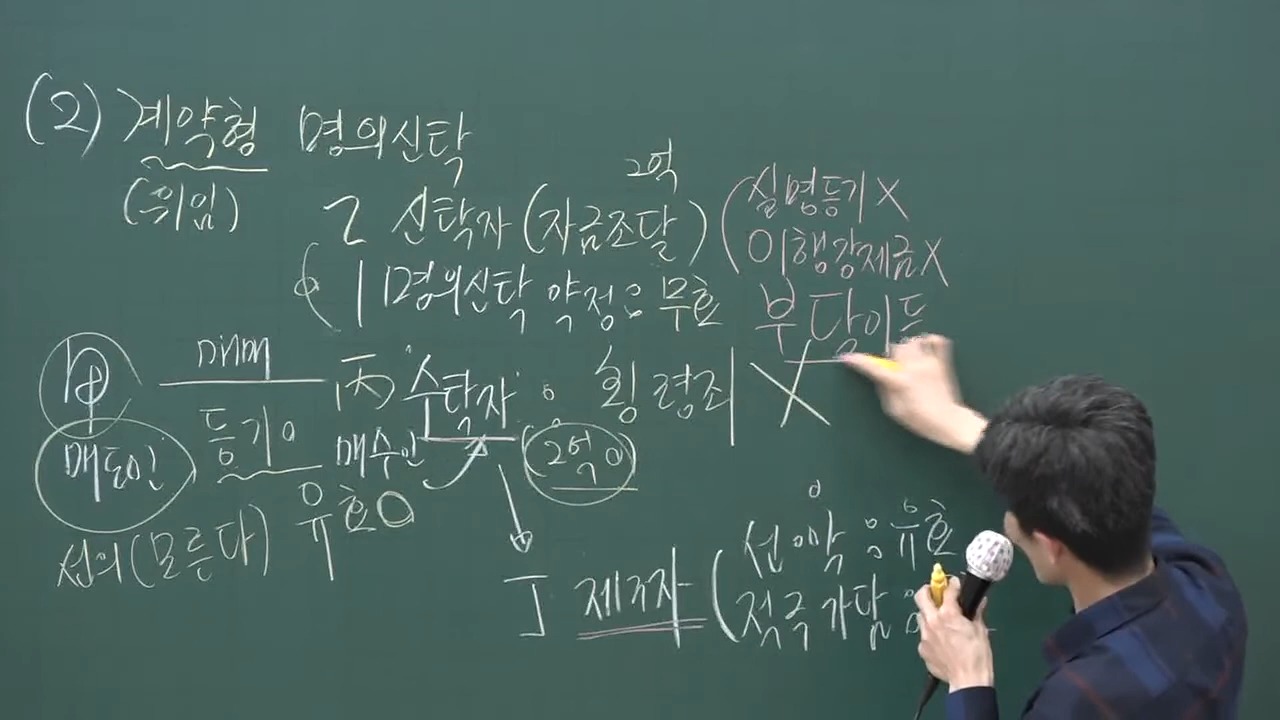 (2) 계약형 명의신탁
(위임)
2억
乙 신탁자 (자금조달)
(실명등기 X
이행강제금 X
1 명의신탁 약정 : 무효
부당이득
甲 매매 丙 수탁자 : 횡령죄 X
매도인 등기 매수인 2억
선의(모른다) 유효 O
丁 제3자 (선 악 : 유효
적극가담